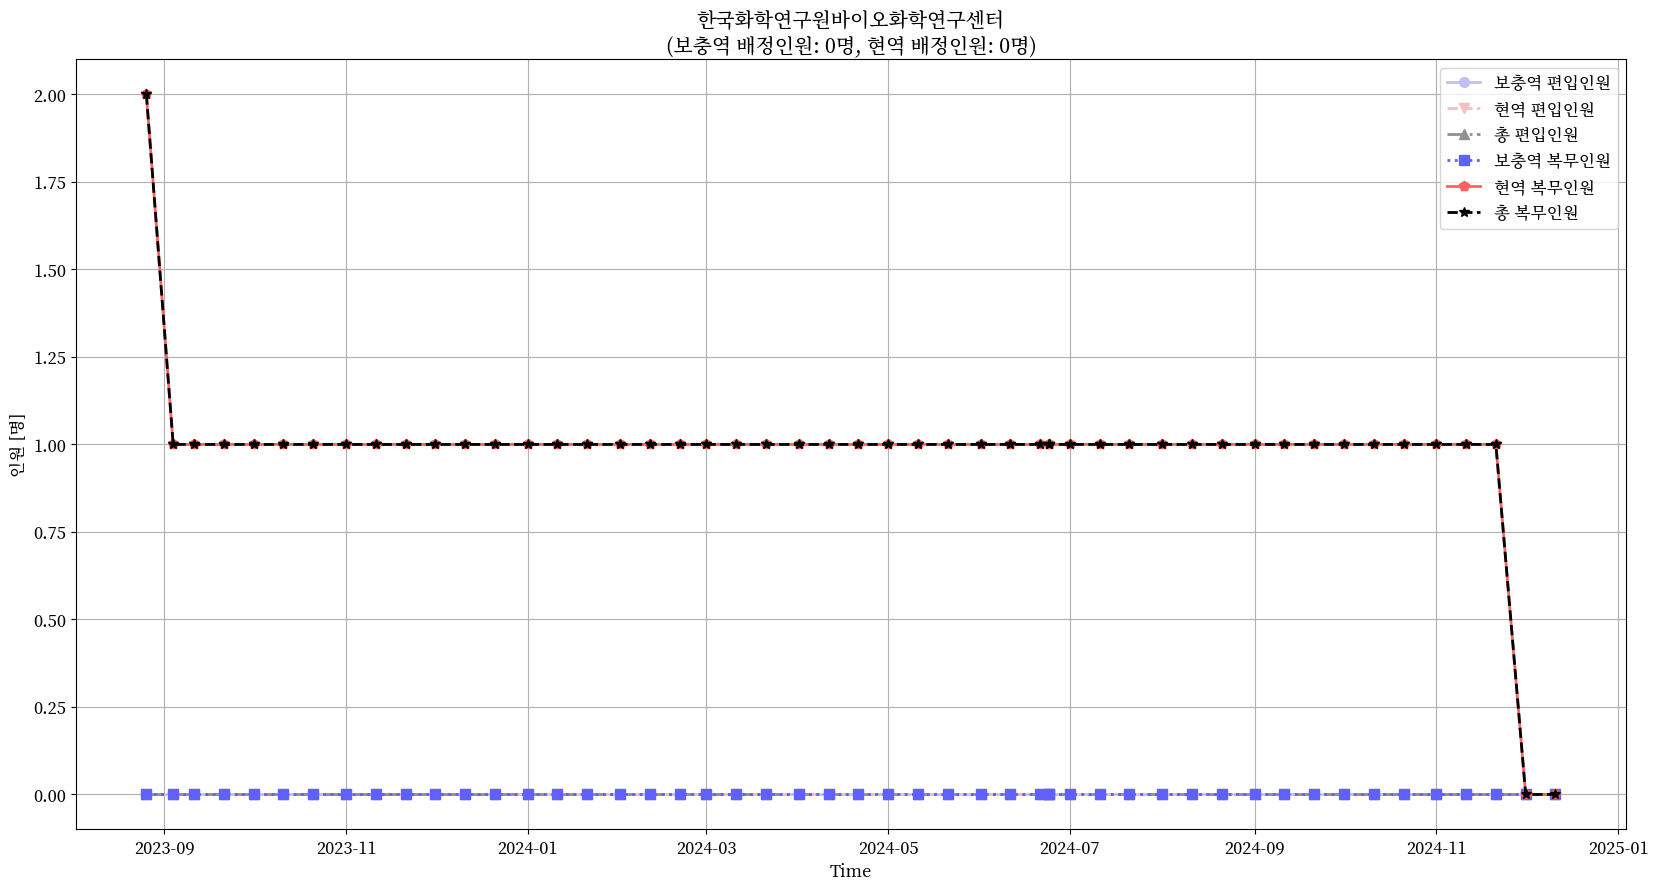 한국화학연구원바이오화학연구센터
(보충역 배정인원: 0명, 현역 배정인원: 0명)
보충역 편입인원
현역 편입인원
총 편입인원
보충역 복무인원
현역 복무인원
총 복무인원
2.00
1.75
1.50
1.25
1.00
0.75
0.50
0.25
0.00
인원 [명]
2023-09 2023-11 2024-01 2024-03 2024-05 2024-07 2024-09 2024-11 2025-01
Time